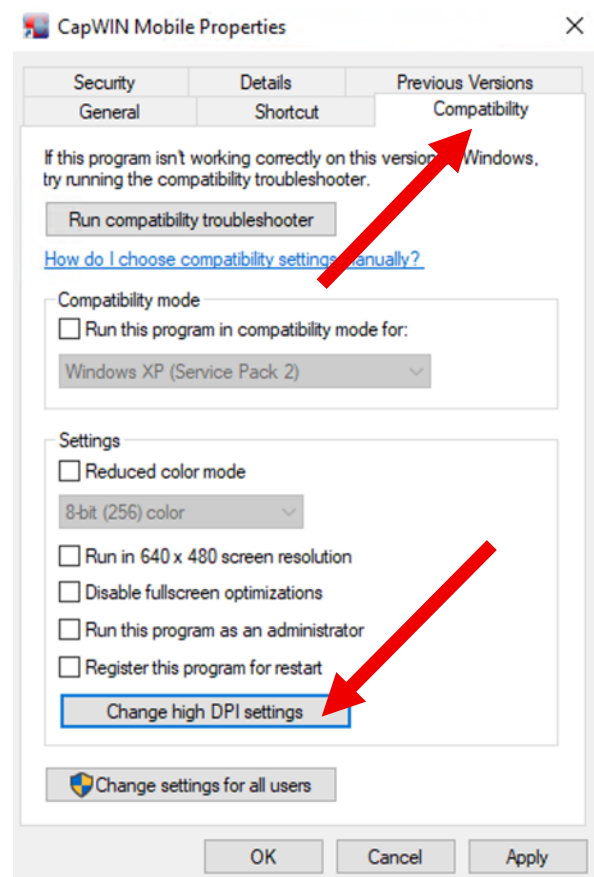 CapWIN Mobile Properties
Security Details Previous Versions
General Shortcut Compatibility
If this program isn't working correctly on this version Windows,
try running the compatibility troubleshooter.
Run compatibility troubleshooter
How do I choose compatibility settings manually?
Compatibility mode
Run this program in compatibility mode for:
Windows XP (Service Pack 2)
Settings
Reduced color mode
8-bit (256) color
Run in 640 x 480 screen resolution
Disable fullscreen optimizations
Run this program as an administrator
Register this program for restart
Change high DPI settings
Change settings for all users
OK Cancel Apply